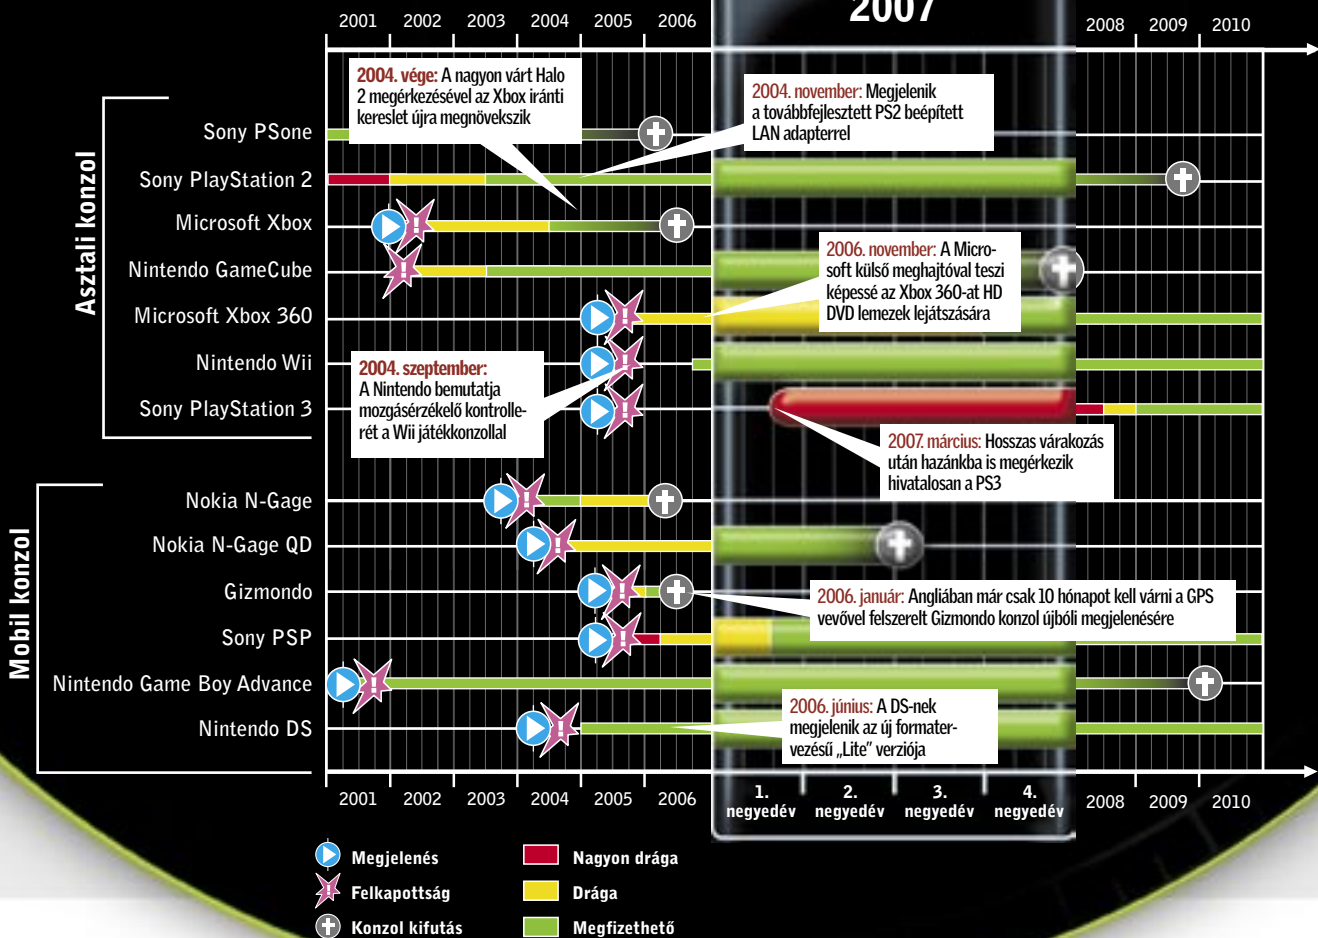 2001 2002 2003 2004 2005 2006 2007 2008 2009 2010
2004. vége: A nagyon várt Halo
2 megérkezésével az Xbox iránti
kereslet újra megnövekszik
2004. november: Megjelenik
a továbbfejlesztett PS2 beépített
LAN adapterrel
Asztali konzol
Sony PSone
Sony PlayStation 2
Microsoft Xbox
Nintendo GameCube
Microsoft Xbox 360
Nintendo Wii
Sony PlayStation 3
2006. november: A Micro-
soft külső meghajtóval teszi
képessé az Xbox 360-at HD
DVD lemezek lejátszására
2004. szeptember:
A Nintendo bemutatja
mozgásérzékelő kontrolle-
rét a Wii játékkonzollal
2007. március: Hosszas várakozás
után hazánkba is megérkezik
hivatalosan a PS3
Mobil konzol
Nokia N-Gage
Nokia N-Gage QD
Gizmondo
Sony PSP
Nintendo Game Boy Advance
Nintendo DS
2006. január: Angliában már csak 10 hónapot kell várni a GPS
vevővel felszerelt Gizmondo konzol újbóli megjelenésére
2006. június: A DS-nek
megjelenik az új formater-
vezésű „Lite” verziója
2001 2002 2003 2004 2005 2006
1. negyedév
2. negyedév
3. negyedév
4. negyedév
2008 2009 2010
Megjelenés
Felkapottság
Konzol kifutás
Nagyon drága
Drága
Megfizethető